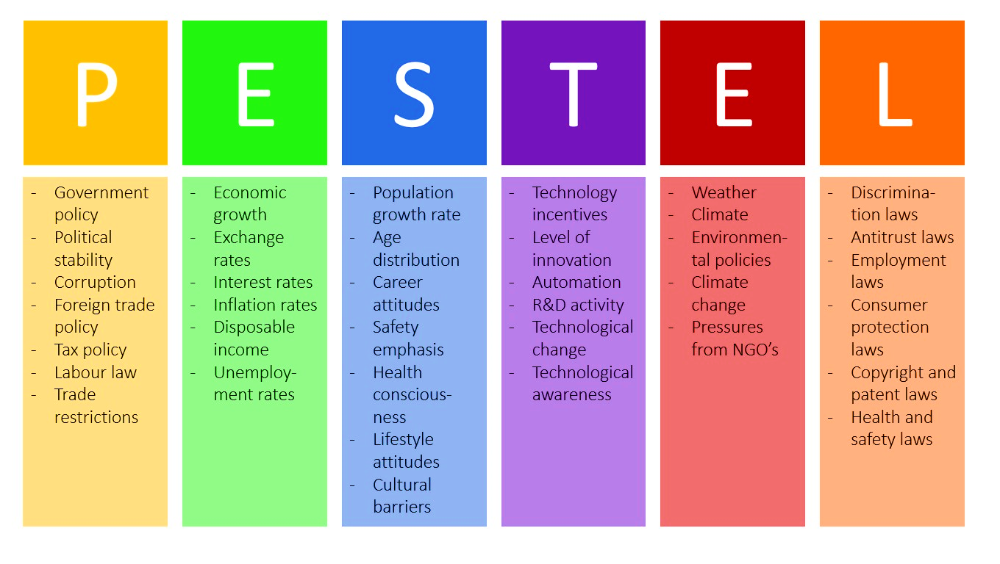 P
E
S
T
E
L
- Government
policy
- Political
stability
- Corruption
- Foreign trade
policy
- Tax policy
- Labour law
- Trade
restrictions
- Economic
growth
- Exchange
rates
- Interest rates
- Inflation rates
- Disposable
income
- Unemploy-
ment rates
- Population
growth rate
- Age
distribution
- Career
attitudes
- Safety
emphasis
- Health
conscious-
ness
- Lifestyle
attitudes
- Cultural
barriers
- Technology
incentives
- Level of
innovation
- Automation
- R&D activity
- Technological
change
- Technological
awareness
- Weather
- Climate
- Environmen-
tal policies
- Climate
change
- Pressures
from NGO’s
- Discrimina-
tion laws
- Antitrust laws
- Employment
laws
- Consumer
protection
laws
- Copyright and
patent laws
- Health and
safety laws